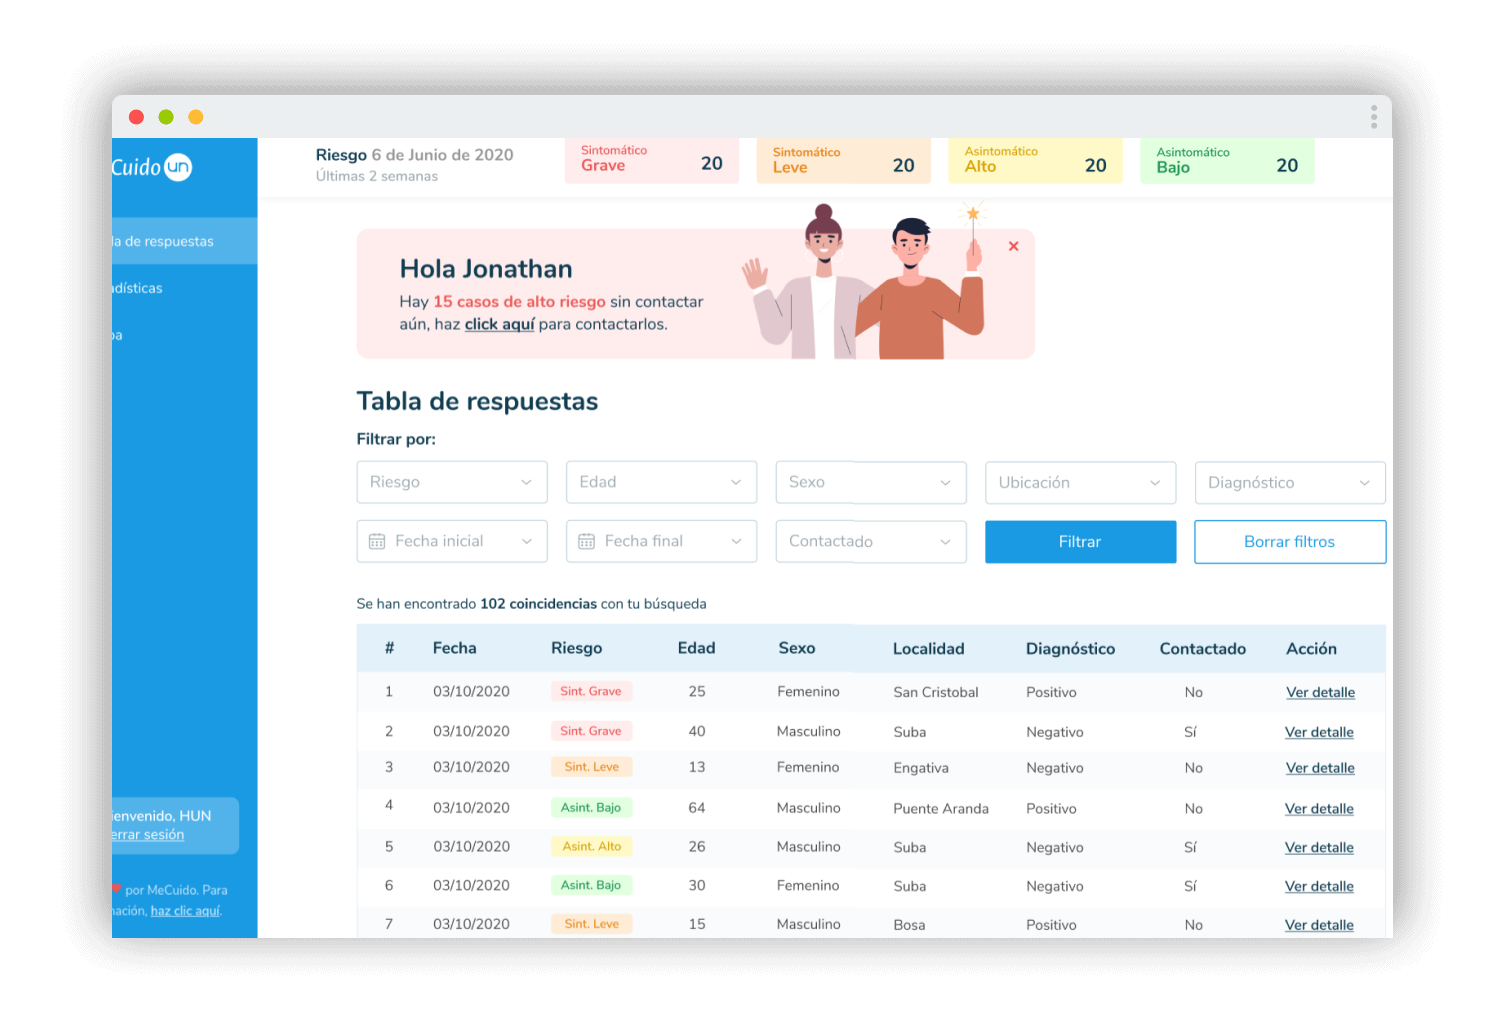 Cuido un
Riesgo 6 de Junio de 2020
Últimas 2 semanas
Sintomático
Grave 20
Sintomático
Leve 20
Asintomático
Alto 20
Asintomático
Bajo 20
la de respuestas
dísticas
pa
Hola Jonathan
Hay 15 casos de alto riesgo sin contactar
aún, haz click aquí para contactarlos.
Tabla de respuestas
Filtrar por:
Riesgo Edad Sexo Ubicación Diagnóstico
Fecha inicial Fecha final Contactado Filtrar Borrar filtros
Se han encontrado 102 coincidencias con tu búsqueda
# Fecha Riesgo Edad Sexo Localidad Diagnóstico Contactado Acción
1 03/10/2020 Sint. Grave 25 Femenino San Cristobal Positivo No Ver detalle
2 03/10/2020 Sint. Grave 40 Masculino Suba Negativo Sí Ver detalle
3 03/10/2020 Sint. Leve 13 Femenino Engativa Negativo No Ver detalle
4 03/10/2020 Asint. Bajo 64 Masculino Puente Aranda Positivo No Ver detalle
5 03/10/2020 Asint. Alto 26 Masculino Suba Negativo Sí Ver detalle
6 03/10/2020 Asint. Bajo 30 Femenino Suba Negativo Sí Ver detalle
7 03/10/2020 Sint. Leve 15 Masculino Bosa Positivo No Ver detalle
ienvenido, HUN
errar sesión
por MeCuido. Para
nación, haz clic aquí.